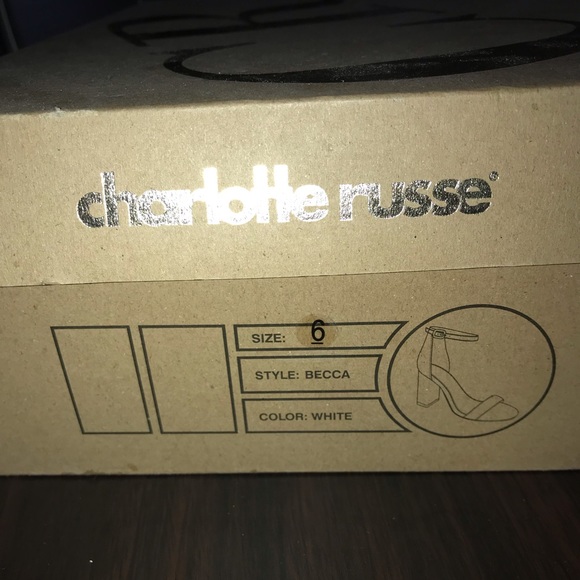 charlotte russe®
SIZE: 6
STYLE: BECCA
COLOR: WHITE